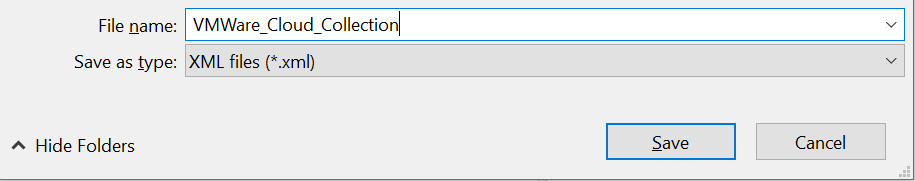 File name: VMWare_Cloud_Collection
Save as type: XML files (*.xml)
Hide Folders Save Cancel